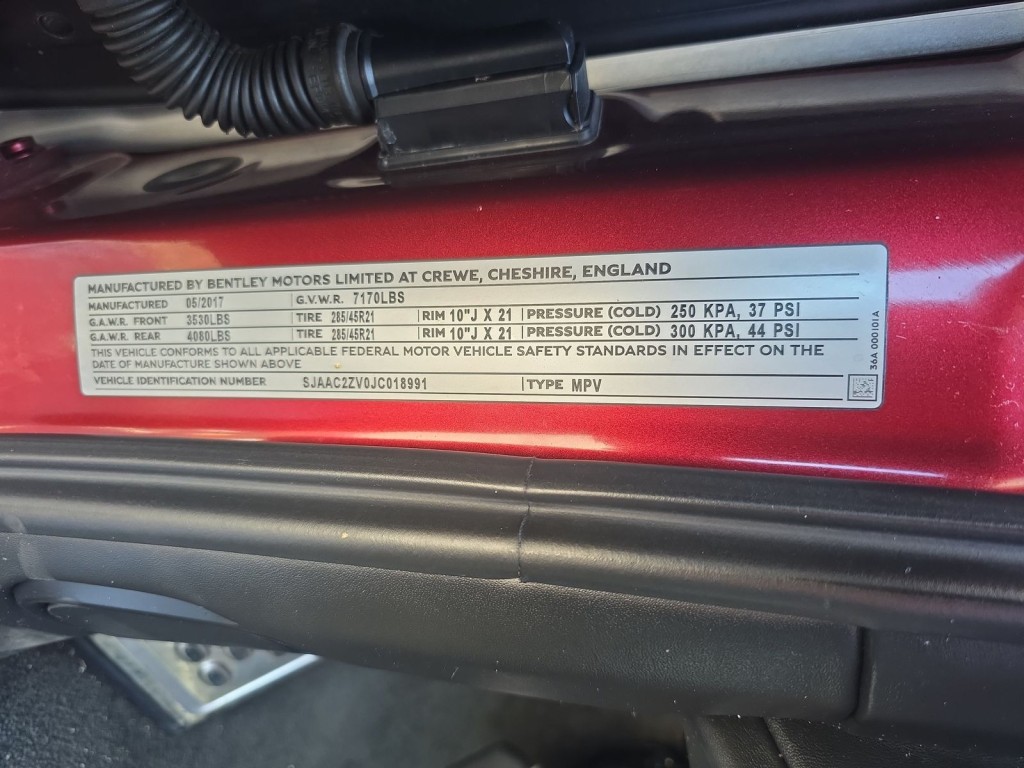 MANUFACTURED BY BENTLEY MOTORS LIMITED AT CREWE, CHESHIRE, ENGLAND
MANUFACTURED 05/2017 G.V.W.R. 7170LBS
G.A.W.R. FRONT 3530LBS TIRE 285/45R21 RIM 10"J X 21 PRESSURE (COLD) 250 KPA, 37 PSI
G.A.W.R. REAR 4080LBS TIRE 285/45R21 RIM 10"J X 21 PRESSURE (COLD) 300 KPA, 44 PSI
THIS VEHICLE CONFORMS TO ALL APPLICABLE FEDERAL MOTOR VEHICLE SAFETY STANDARDS IN EFFECT ON THE
DATE OF MANUFACTURE SHOWN ABOVE
VEHICLE IDENTIFICATION NUMBER SJAAC2ZV0JC018991 TYPE MPV
36A 000101A